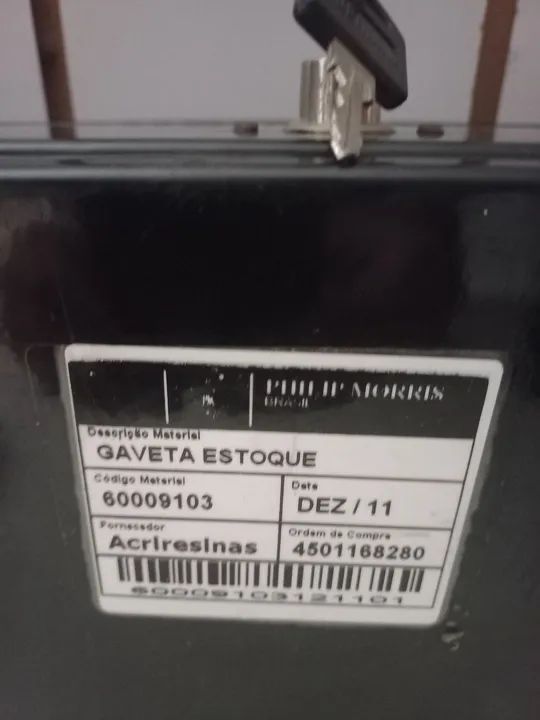 PHILIP MORRIS
BRASIL
Descrição Material
GAVETA ESTOQUE
Código Material
60009103
Data
DEZ / 11
Fornecedor
Acriresinas
Ordem de Compra
4501168280
60009103121101